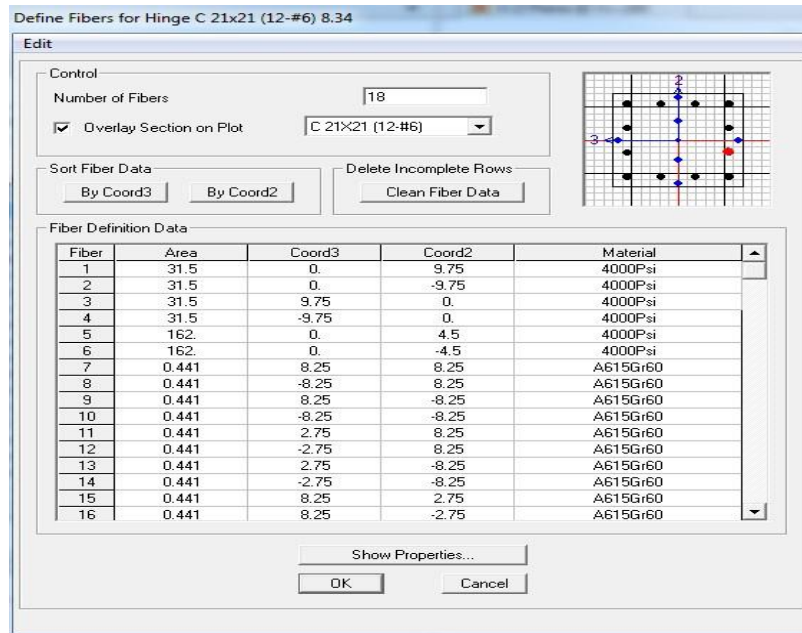 Define Fibers for Hinge C 21x21 (12-#6) 8.34
Edit
Control
Number of Fibers 18
Overlay Section on Plot C 21X21 (12-#6)
2
3
Sort Fiber Data Delete Incomplete Rows
By Coord3 By Coord2 Clean Fiber Data
Fiber Definition Data
Fiber Area Coord3 Coord2 Material
1 31.5 0. 9.75 4000Psi
2 31.5 0. -9.75 4000Psi
3 31.5 9.75 0. 4000Psi
4 31.5 -9.75 0. 4000Psi
5 162. 0. 4.5 4000Psi
6 162. 0. -4.5 4000Psi
7 0.441 8.25 8.25 A615Gr60
8 0.441 -8.25 8.25 A615Gr60
9 0.441 8.25 -8.25 A615Gr60
10 0.441 -8.25 -8.25 A615Gr60
11 0.441 2.75 8.25 A615Gr60
12 0.441 -2.75 8.25 A615Gr60
13 0.441 2.75 -8.25 A615Gr60
14 0.441 -2.75 -8.25 A615Gr60
15 0.441 8.25 2.75 A615Gr60
16 0.441 8.25 -2.75 A615Gr60
Show Properties...
OK Cancel